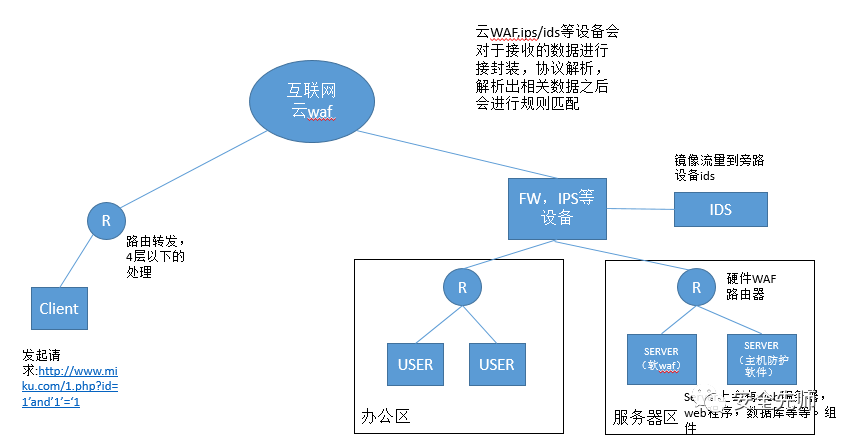 云WAF,ips/ids等设备会
对于接收的数据进行
接封装，协议解析，
解析出相关数据之后
会进行规则匹配
互联网
云waf
镜像流量到旁路
设备ids
FW，IPS等
设备
IDS
R
路由转发，
4层以下的
处理
Client
发起请
求:http://www.mi
ku.com/1.php?id=
1'and'1'='1
R
USER
USER
办公区
R
硬件WAF
路由器
SERVER
（软waf）
SERVER
（主机防护
软件）
服务器区
web程序，数据库等等。组
件